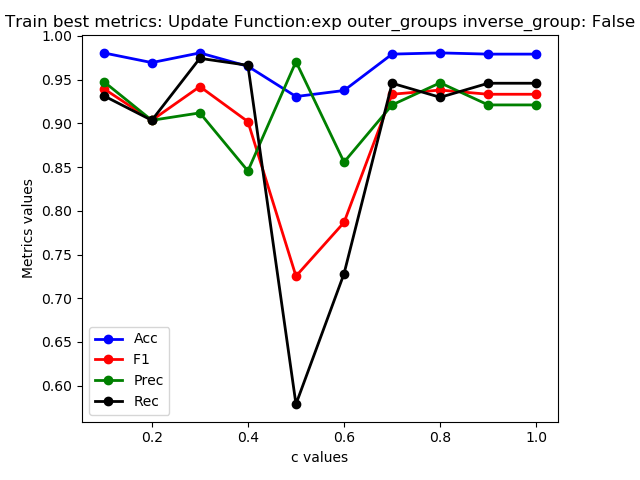 Train best metrics: Update Function:exp outer_groups inverse_group: False
1.00
0.95
0.90
0.85
0.80
0.75
0.70
0.65
0.60
Metrics values
Acc
F1
Prec
Rec
0.2 0.4 0.6 0.8 1.0
c values